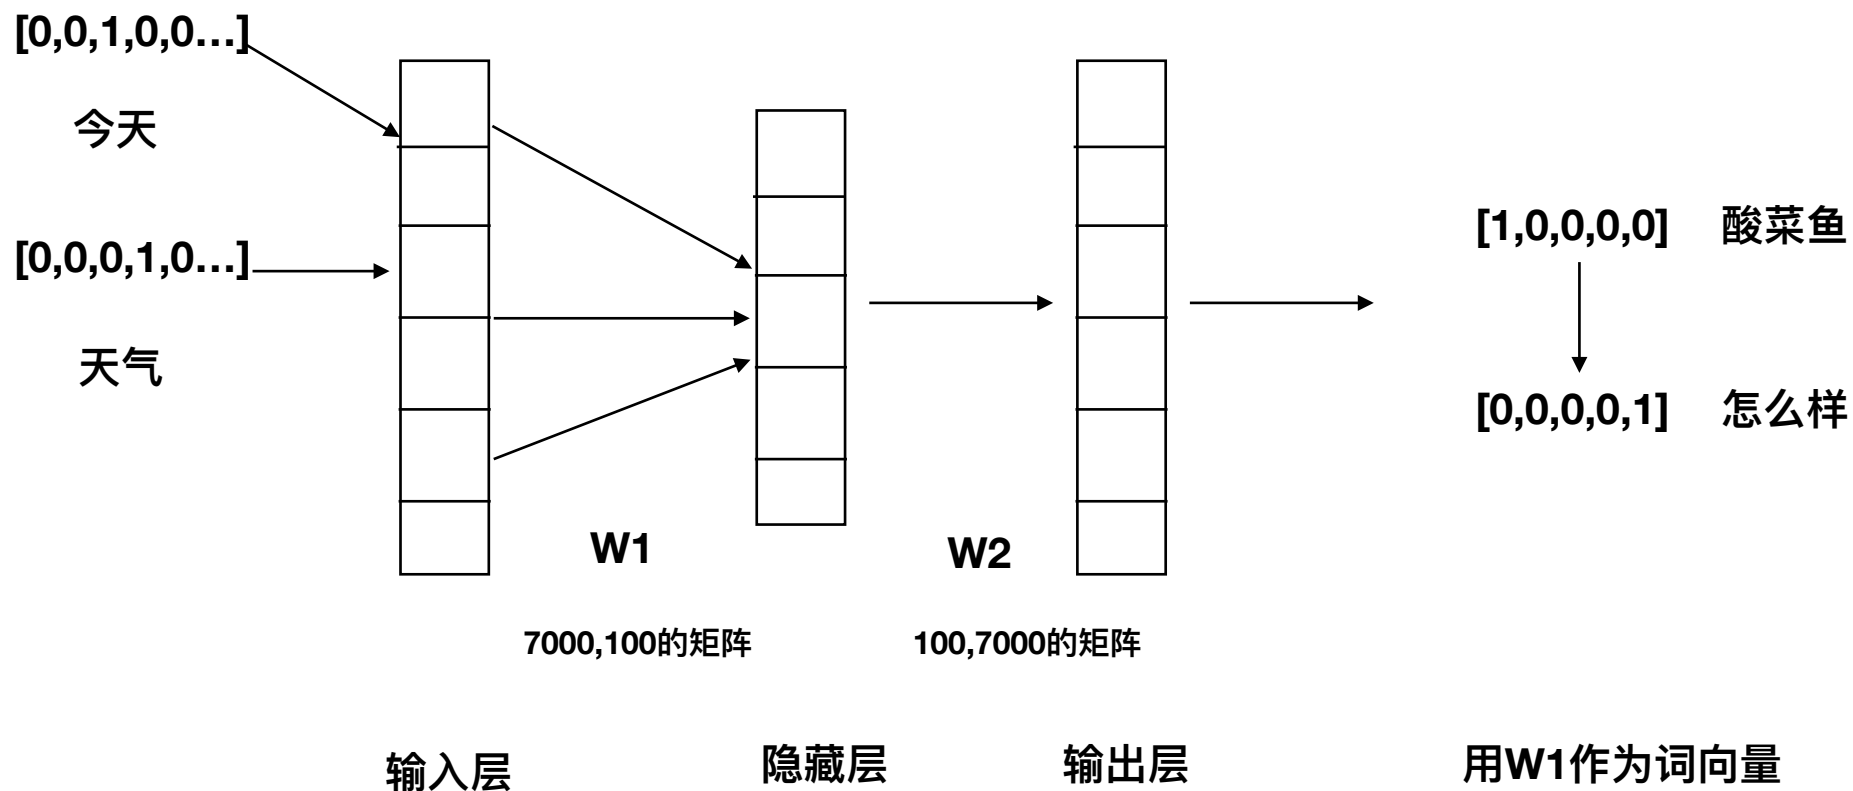 [0,0,1,0,0…]
今天
[0,0,0,1,0…]
天气
[1,0,0,0,0] 酸菜鱼
[0,0,0,0,1] 怎么样
W1
W2
7000,100的矩阵
100,7000的矩阵
输入层
隐藏层
输出层
用W1作为词向量